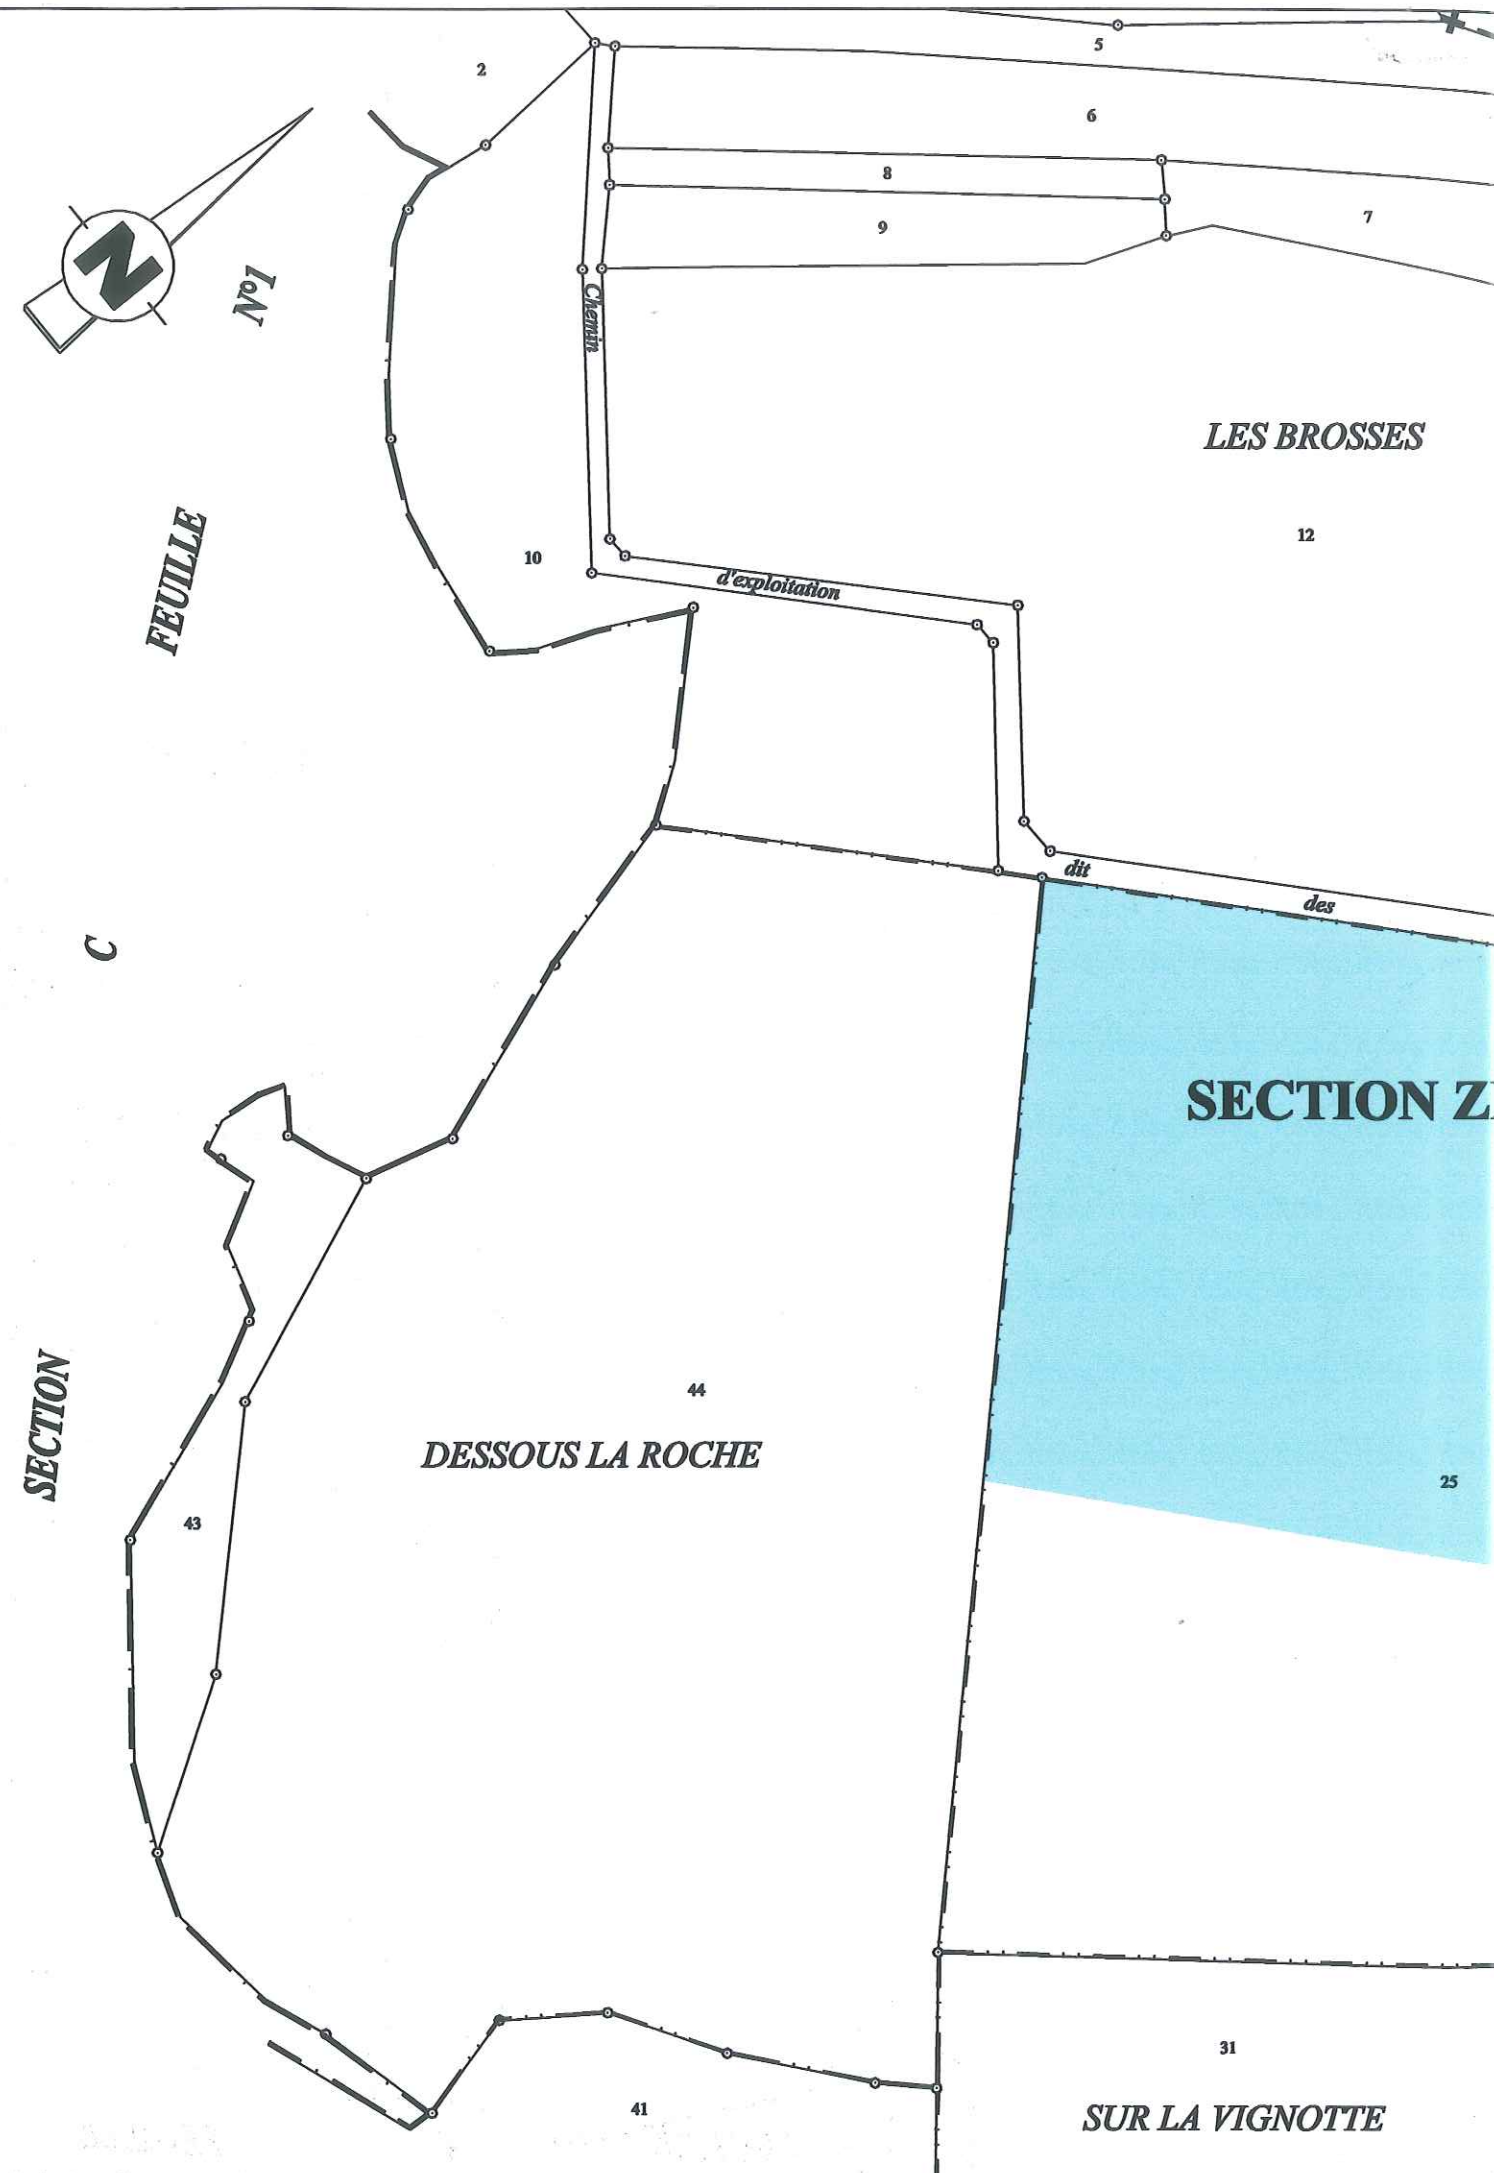 5
2
6
8
7
9
N
N°1
Chemin
LES BROSSES
12
FEUILLE
10
d'exploitation
dit
des
C
SECTION
44
DESSOUS LA ROCHE
25
SECTION
43
31
41
SUR LA VIGNOTTE